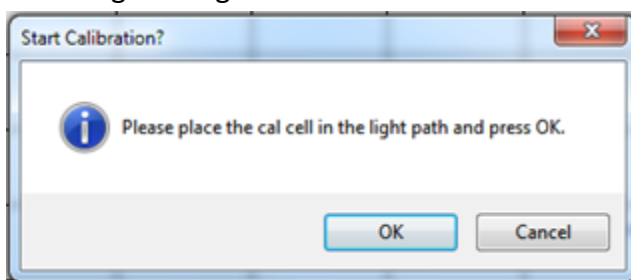 Start Calibration?
Please place the cal cell in the light path and press OK.
OK
Cancel